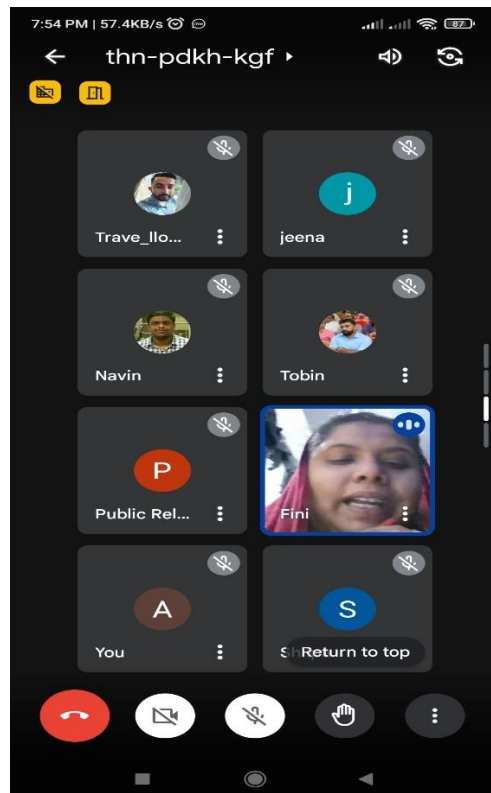 7:54 PM | 57.4KB/s 87
thn-pdkh-kgf
j
Trave_llo... jeena
Navin Tobin
P
Public Rel... Fini
A S
You Return to top